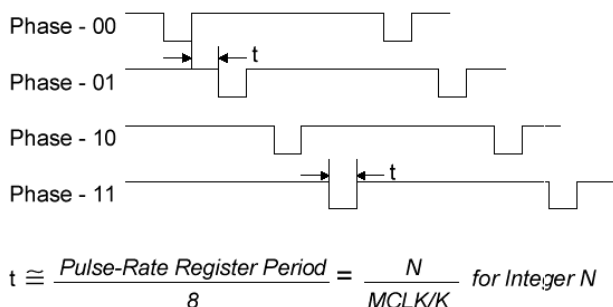 Phase - 00
t
Phase - 01
Phase - 10
t
Phase - 11
t ≅ Pulse-Rate Register Period / 8 = N / MCLK/K for Integer N